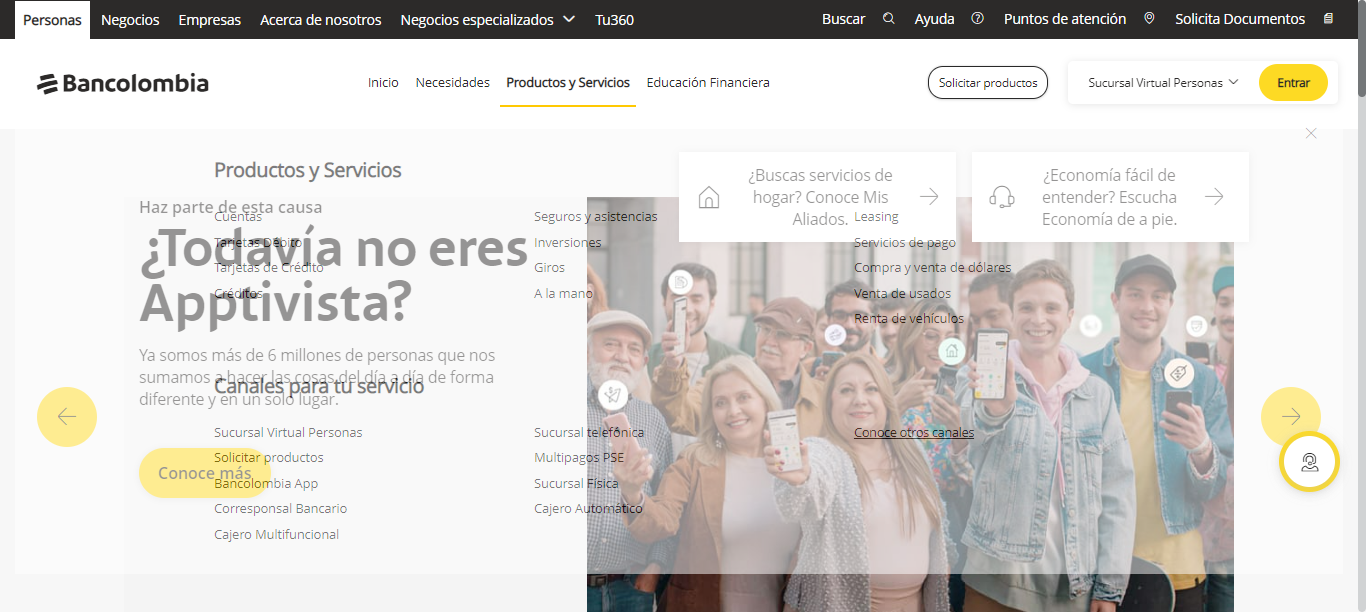 Personas Negocios Empresas Acerca de nosotros Negocios especializados Tu360 Buscar Ayuda Puntos de atención Solicita Documentos
Bancolombia Inicio Necesidades Productos y Servicios Educación Financiera Solicitar productos Sucursal Virtual Personas Entrar
Productos y Servicios
¿Buscas servicios de
hogar? Conoce Mis
Aliados.
¿Economía fácil de
entender? Escucha
Economía de a pie.
Haz parte de esta causa
¿Todavía no eres
Apptivista?
Ya somos más de 6 millones de personas que nos
sumamos a hacer las cosas del día a día de forma
diferente y en un solo lugar.
Conoce más
Cuentas
Tarjetas Débito
Tarjetas de Crédito
Créditos
Seguros y asistencias
Inversiones
Giros
A la mano
Leasing
Servicios de pago
Compra y venta de dólares
Venta de usados
Renta de vehículos
Canales para tu servicio
Sucursal Virtual Personas
Solicitar productos
Bancolombia App
Corresponsal Bancario
Cajero Multifuncional
Sucursal telefónica
Multipagos PSE
Sucursal Física
Cajero Automático
Conoce otros canales